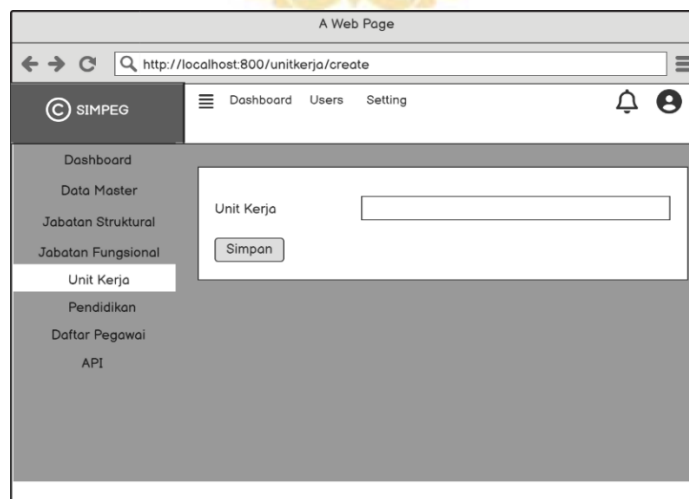 A Web Page
http://localhost:800/unitkerja/create
© SIMPEG
Dashboard Users Setting
Dashboard
Data Master
Jabatan Struktural
Jabatan Fungsional
Unit Kerja
Pendidikan
Daftar Pegawai
API
Unit Kerja
Simpan